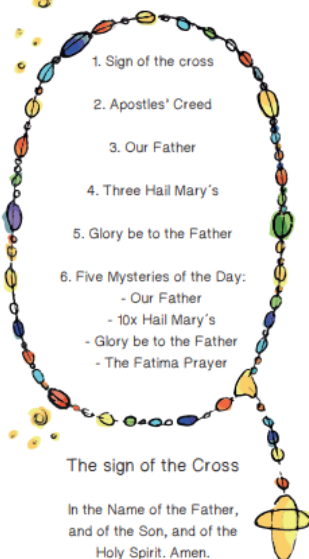 1. Sign of the cross
2. Apostles' Creed
3. Our Father
4. Three Hail Mary´s
5. Glory be to the Father
6. Five Mysteries of the Day:
- Our Father
- 10x Hail Mary's
- Glory be to the Father
- The Fatima Prayer
The sign of the Cross
In the Name of the Father,
and of the Son, and of the
Holy Spirit. Amen.